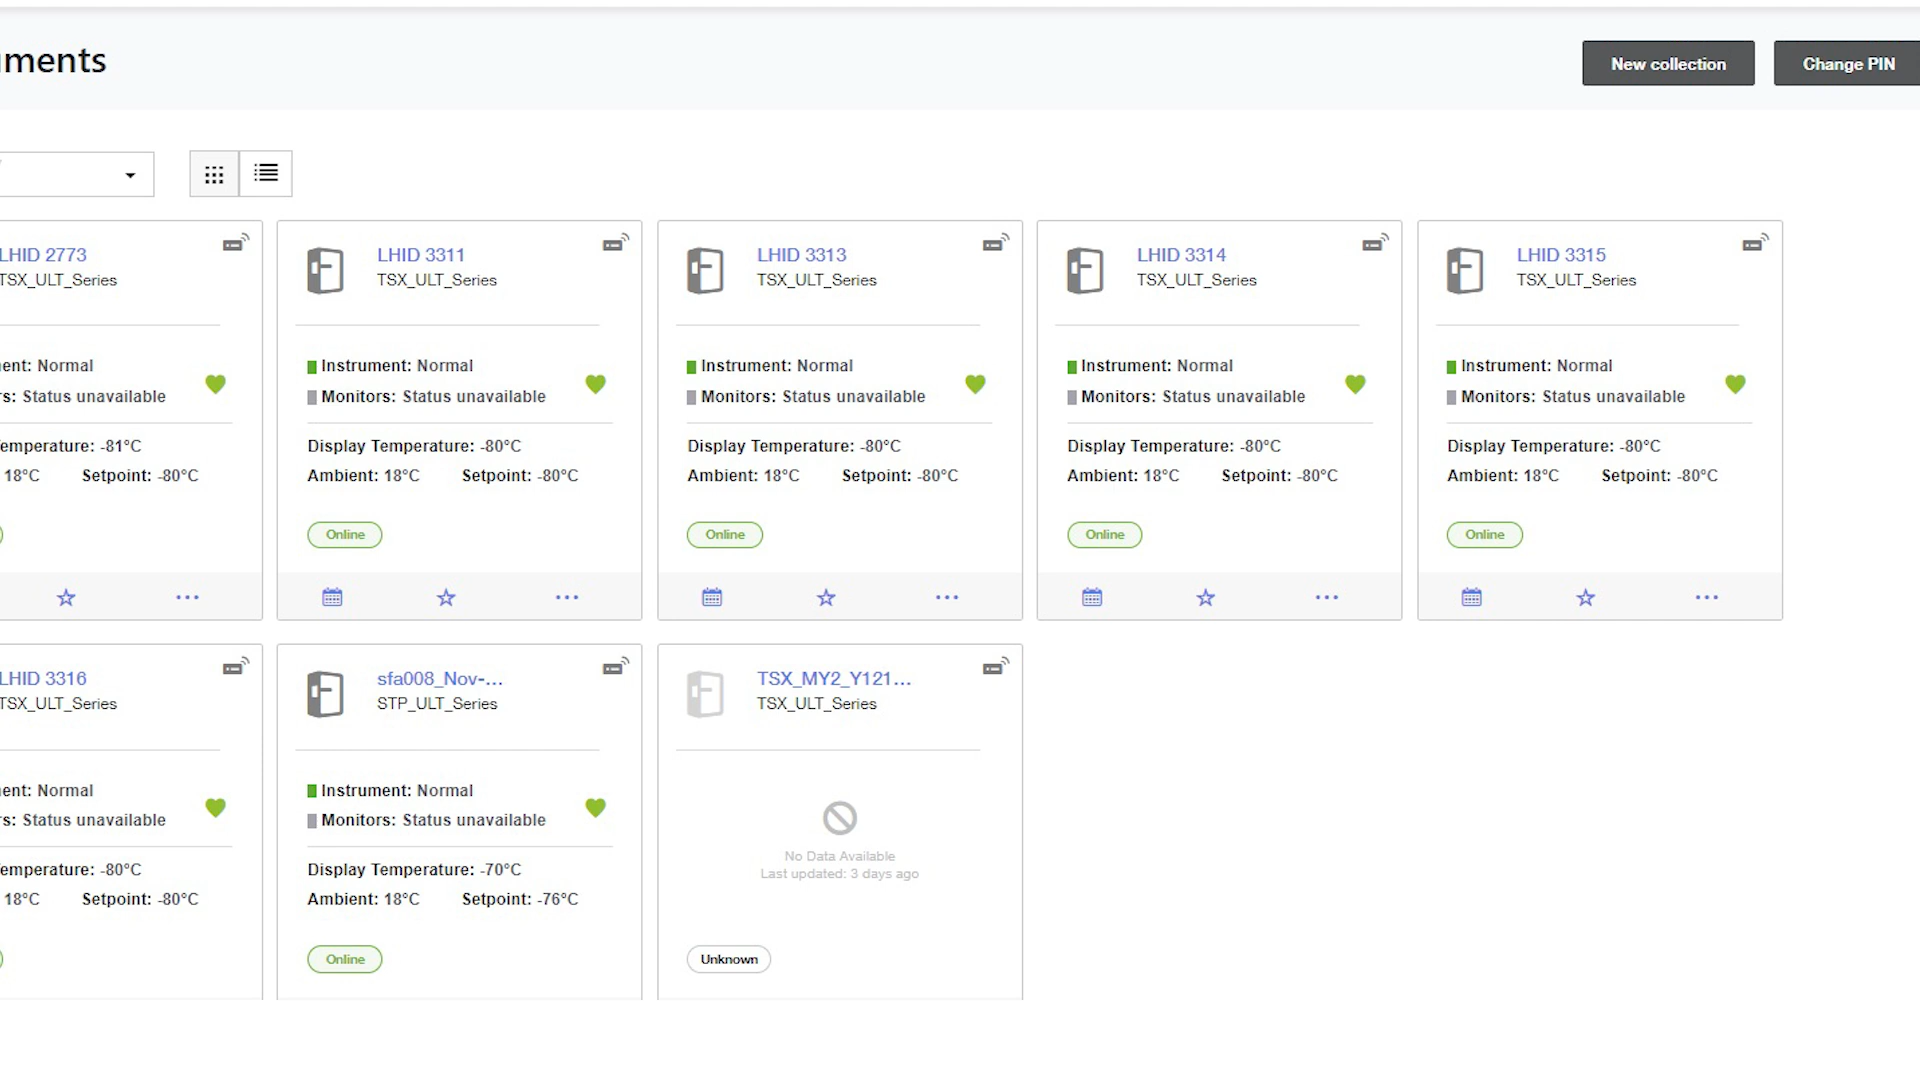 uments
New collection
Change PIN
LHID 2773
TSX_ULT_Series
ent: Normal
rs: Status unavailable
emperature: -81°C
18°C Setpoint: -80°C
LHID 3311
TSX_ULT_Series
Instrument: Normal
Monitors: Status unavailable
Display Temperature: -80°C
Ambient: 18°C Setpoint: -80°C
Online
LHID 3313
TSX_ULT_Series
Instrument: Normal
Monitors: Status unavailable
Display Temperature: -80°C
Ambient: 18°C Setpoint: -80°C
Online
LHID 3314
TSX_ULT_Series
Instrument: Normal
Monitors: Status unavailable
Display Temperature: -80°C
Ambient: 18°C Setpoint: -80°C
Online
LHID 3315
TSX_ULT_Series
Instrument: Normal
Monitors: Status unavailable
Display Temperature: -80°C
Ambient: 18°C Setpoint: -80°C
Online
LHID 3316
TSX_ULT_Series
ent: Normal
rs: Status unavailable
emperature: -80°C
18°C Setpoint: -80°C
sfa008_Nov-...
STP_ULT_Series
Instrument: Normal
Monitors: Status unavailable
Display Temperature: -70°C
Ambient: 18°C Setpoint: -76°C
Online
TSX_MY2_Y121...
TSX_ULT_Series
No Data Available
Last updated: 3 days ago
Unknown